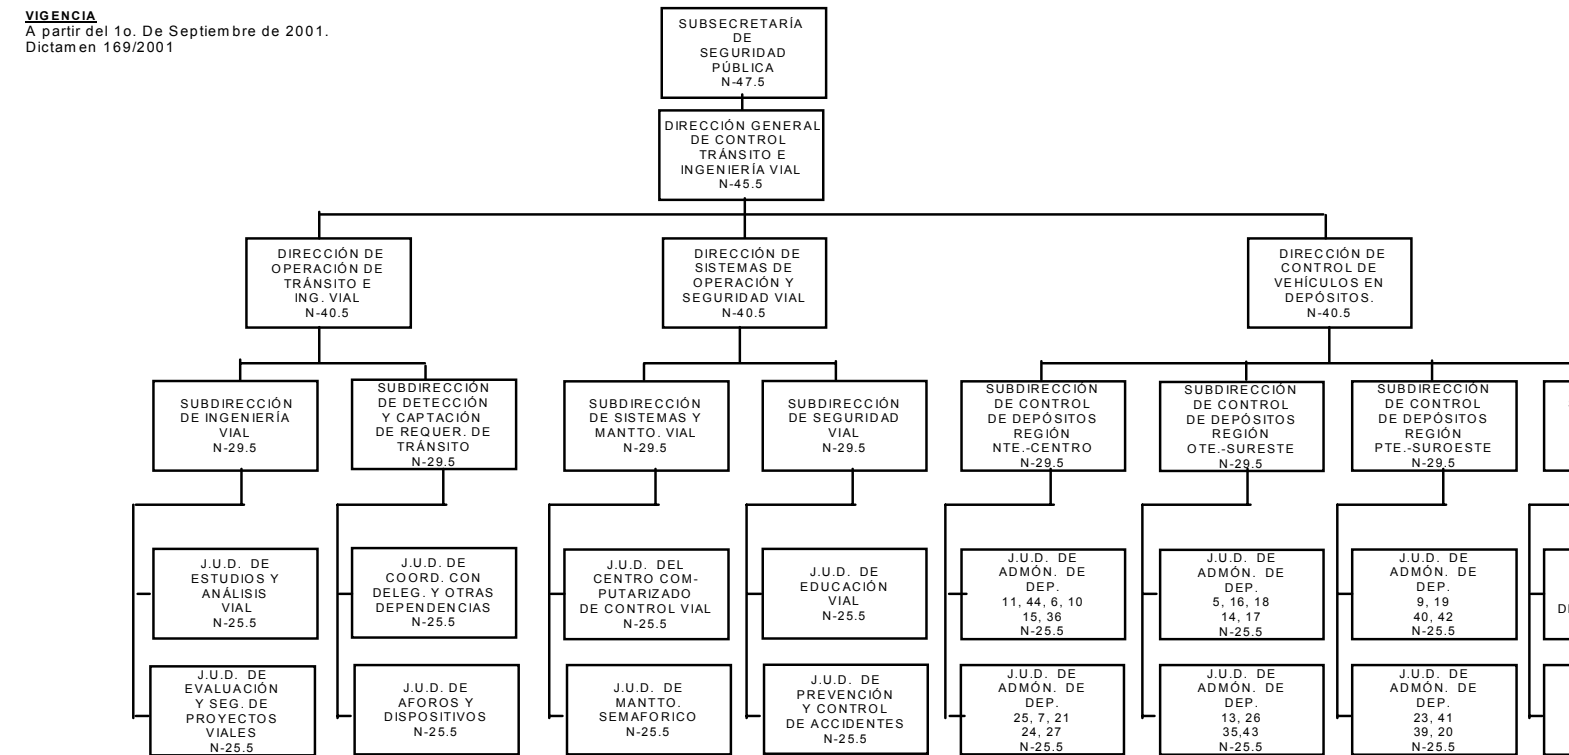 VIGENCIA
A partir del 1o. De Septiembre de 2001.
Dictamen 169/2001
SUBSECRETARÍA
DE
SEGURIDAD
PÚBLICA
N-47.5
DIRECCIÓN GENERAL
DE CONTROL
TRÁNSITO E
INGENIERÍA VIAL
N-45.5
DIRECCIÓN DE
OPERACIÓN DE
TRÁNSITO E
ING. VIAL
N-40.5
DIRECCIÓN DE
SISTEMAS DE
OPERACIÓN Y
SEGURIDAD VIAL
N-40.5
DIRECCIÓN DE
CONTROL DE
VEHÍCULOS EN
DEPÓSITOS.
N-40.5
SUBDIRECCIÓN
DE INGENIERÍA
VIAL
N-29.5
SUBDIRECCIÓN
DE DETECCIÓN
Y CAPTACIÓN
DE REQUER. DE
TRÁNSITO
N-29.5
SUBDIRECCIÓN
DE SISTEMAS Y
MANTTO. VIAL
N-29.5
SUBDIRECCIÓN
DE SEGURIDAD
VIAL
N-29.5
SUBDIRECCIÓN
DE CONTROL
DE DEPÓSITOS
REGIÓN
NTE.-CENTRO
N-29.5
SUBDIRECCIÓN
DE CONTROL
DE DEPÓSITOS
REGIÓN
OTE.-SURESTE
N-29.5
SUBDIRECCIÓN
DE CONTROL
DE DEPÓSITOS
REGIÓN
PTE.-SUROESTE
N-29.5
J.U.D. DE
ESTUDIOS Y
ANÁLISIS
VIAL
N-25.5
J.U.D. DE
COORD. CON
DELEG. Y OTRAS
DEPENDENCIAS
N-25.5
J.U.D. DEL
CENTRO COM-
PUTARIZADO
DE CONTROL VIAL
N-25.5
J.U.D. DE
EDUCACIÓN
VIAL
N-25.5
J.U.D. DE
ADMÓN. DE
DEP.
11, 44, 6, 10
15, 36
N-25.5
J.U.D. DE
ADMÓN. DE
DEP.
5, 16, 18
14, 17
N-25.5
J.U.D. DE
ADMÓN. DE
DEP.
9, 19
40, 42
N-25.5
J.U.D. DE
EVALUACIÓN
Y SEG. DE
PROYECTOS
VIALES
N-25.5
J.U.D. DE
AFOROS Y
DISPOSITIVOS
N-25.5
J.U.D. DE
MANTTO.
SEMAFORICO
N-25.5
J.U.D. DE
PREVENCIÓN
Y CONTROL
DE ACCIDENTES
N-25.5
J.U.D. DE
ADMÓN. DE
DEP.
25, 7, 21
24, 27
N-25.5
J.U.D. DE
ADMÓN. DE
DEP.
13, 26
35,43
N-25.5
J.U.D. DE
ADMÓN. DE
DEP.
23, 41
39, 20
N-25.5